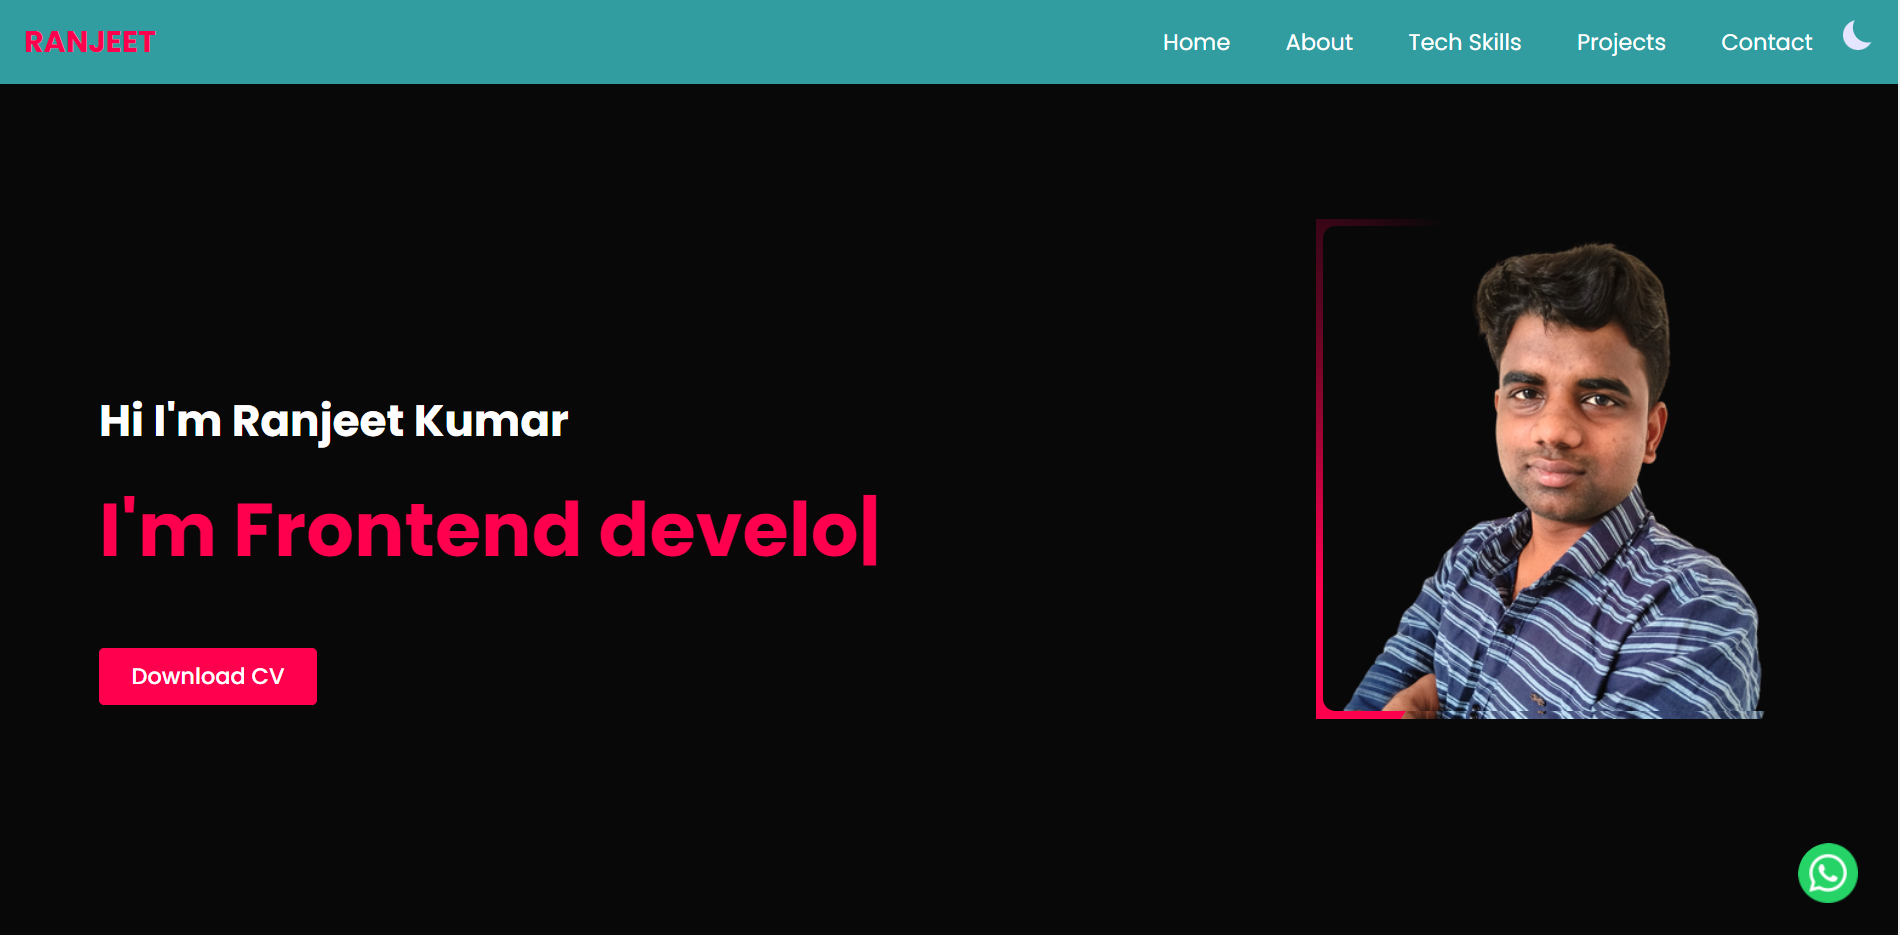 RANJEET
Home About Tech Skills Projects Contact
Hi I'm Ranjeet Kumar
I'm Frontend develo|
Download CV